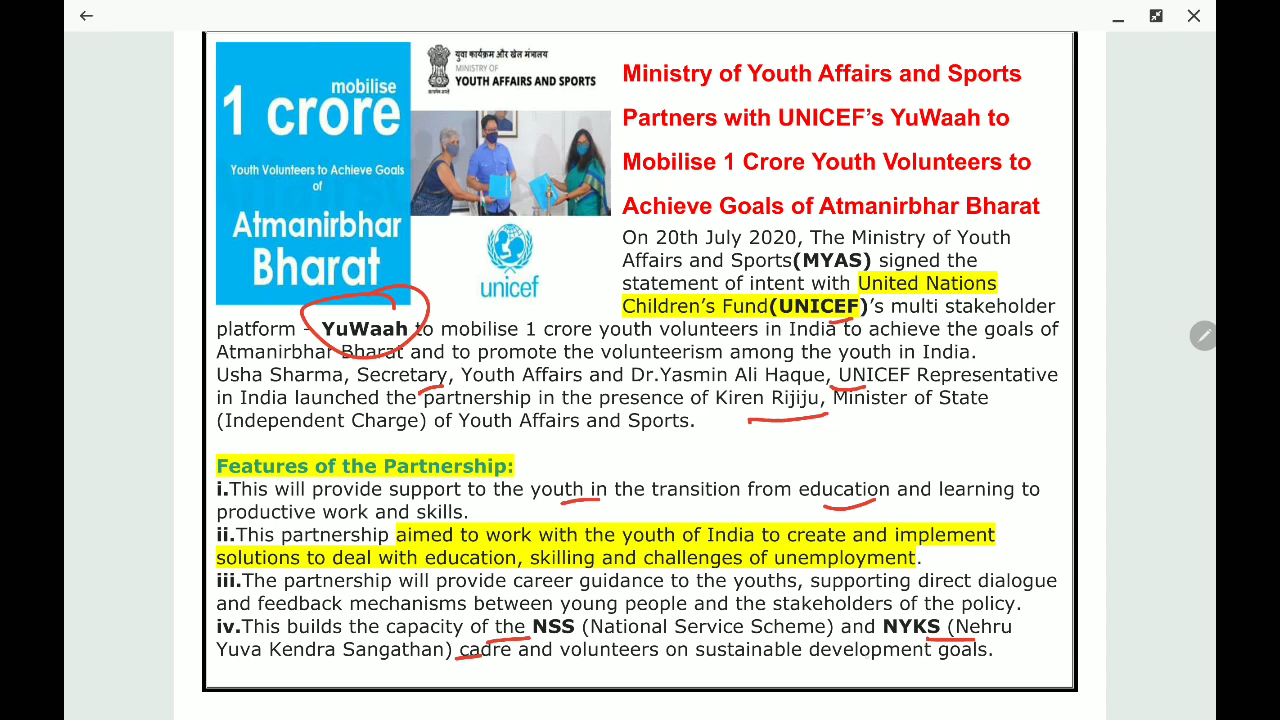 mobilise
1 crore
Youth Volunteers to Achieve Goals
of
Atmanirbhar
Bharat
युवा कार्यक्रम और खेल मंत्रालय
MINISTRY OF
YOUTH AFFAIRS AND SPORTS
unicef
Ministry of Youth Affairs and Sports
Partners with UNICEF's YuWaah to
Mobilise 1 Crore Youth Volunteers to
Achieve Goals of Atmanirbhar Bharat
On 20th July 2020, The Ministry of Youth
Affairs and Sports(MYAS) signed the
statement of intent with United Nations
Children's Fund(UNICEF)'s multi stakeholder
platform - YuWaah to mobilise 1 crore youth volunteers in India to achieve the goals of
Atmanirbhar Bharat and to promote the volunteerism among the youth in India.
Usha Sharma, Secretary, Youth Affairs and Dr.Yasmin Ali Haque, UNICEF Representative
in India launched the partnership in the presence of Kiren Rijiju, Minister of State
(Independent Charge) of Youth Affairs and Sports.
Features of the Partnership:
i.This will provide support to the youth in the transition from education and learning to
productive work and skills.
ii.This partnership aimed to work with the youth of India to create and implement
solutions to deal with education, skilling and challenges of unemployment.
iii.The partnership will provide career guidance to the youths, supporting direct dialogue
and feedback mechanisms between young people and the stakeholders of the policy.
iv.This builds the capacity of the NSS (National Service Scheme) and NYKS (Nehru
Yuva Kendra Sangathan) cadre and volunteers on sustainable development goals.